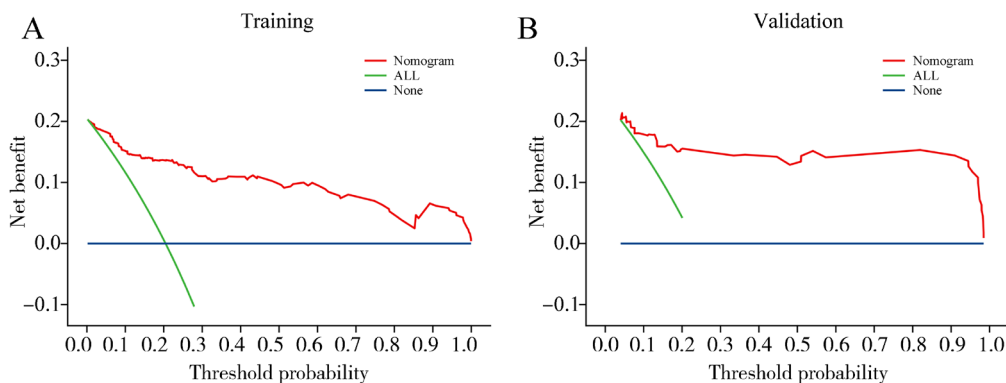 A
Training
0.3
0.2
0.1
0.0
−0.1
Net benefit
Nomogram
ALL
None
0.0 0.1 0.2 0.3 0.4 0.5 0.6 0.7 0.8 0.9 1.0
Threshold probability
B
Validation
0.3
0.2
0.1
0.0
−0.1
Net benefit
Nomogram
ALL
None
0.0 0.1 0.2 0.3 0.4 0.5 0.6 0.7 0.8 0.9 1.0
Threshold probability